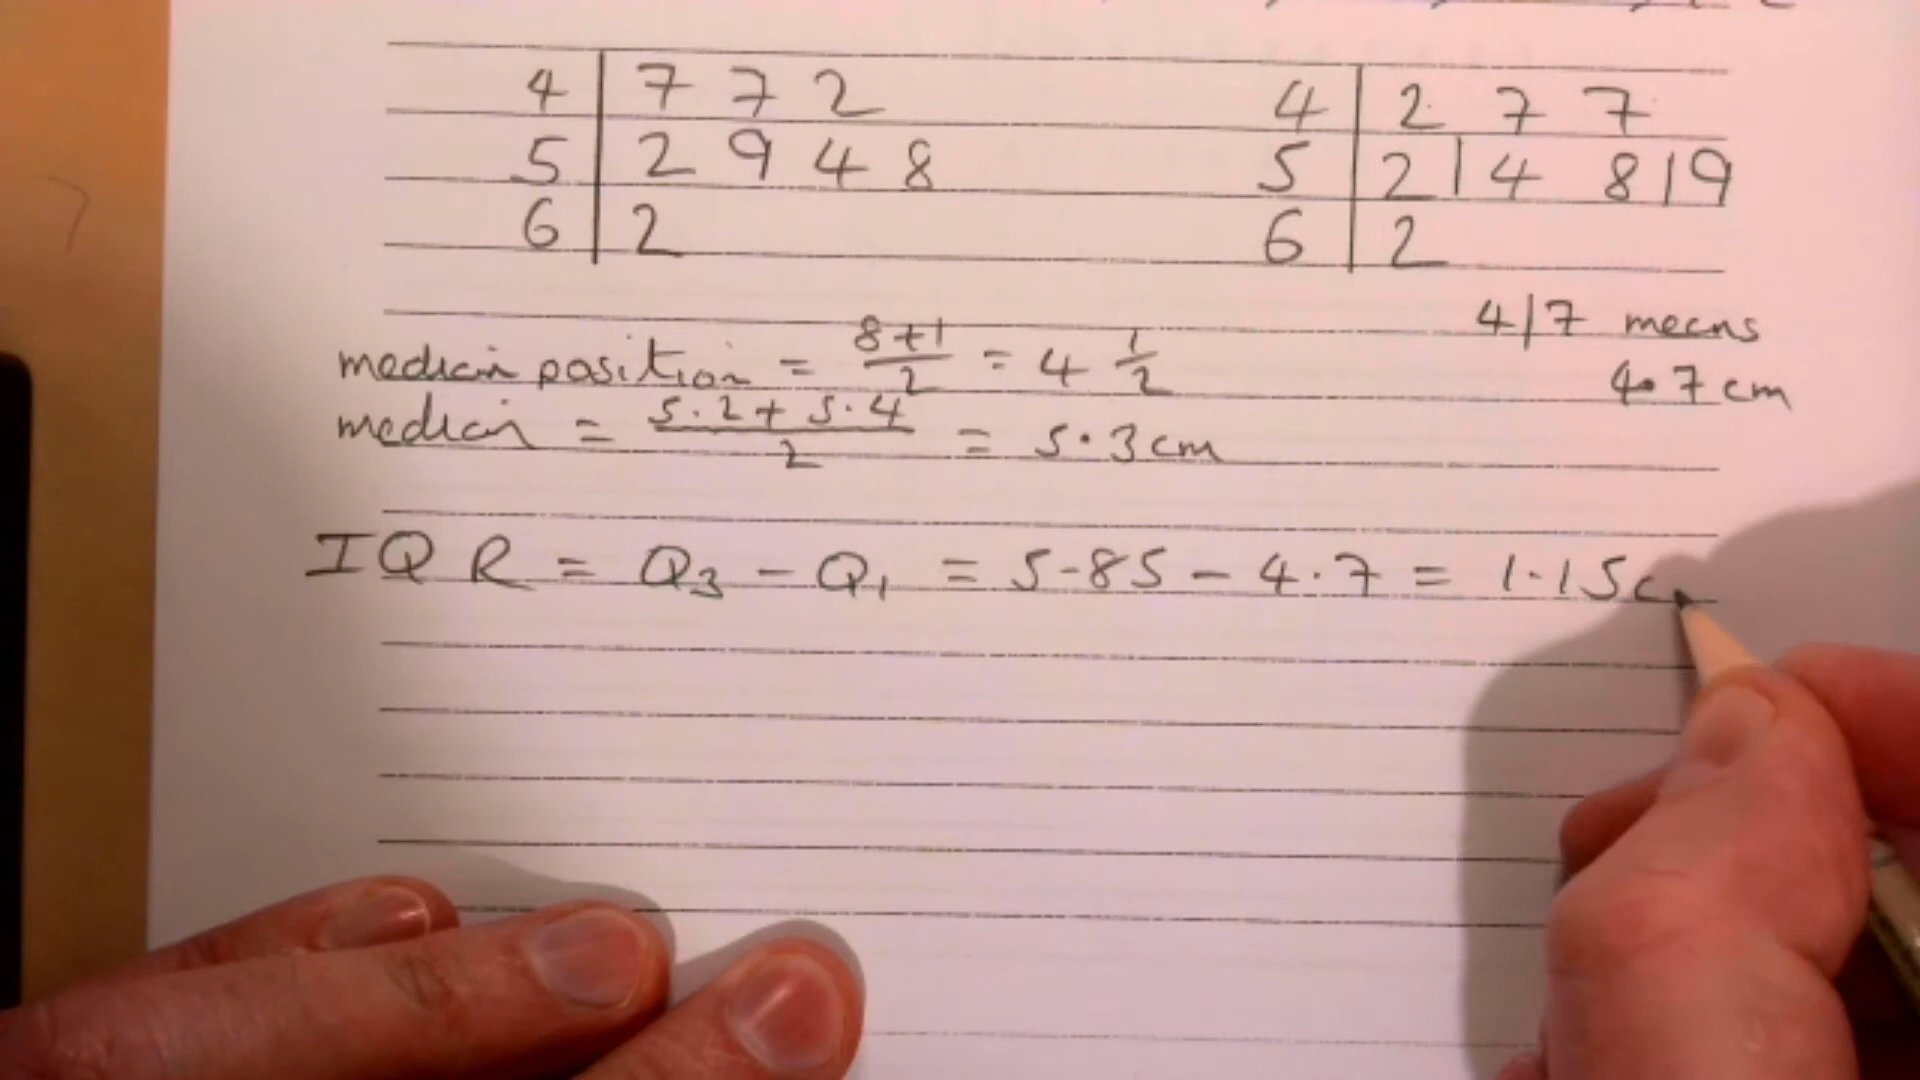 4 | 7 7 2
5 | 2 9 4 8
6 | 2
4 | 2 7 7
5 | 2 | 4 8 | 9
6 | 2
4|7 means
4.7cm
median position = 8+1/2 = 4 1/2
median = 5.2 + 5.4/2 = 5.3cm
IQR = Q3 - Q1 = 5.85 - 4.7 = 1.15c